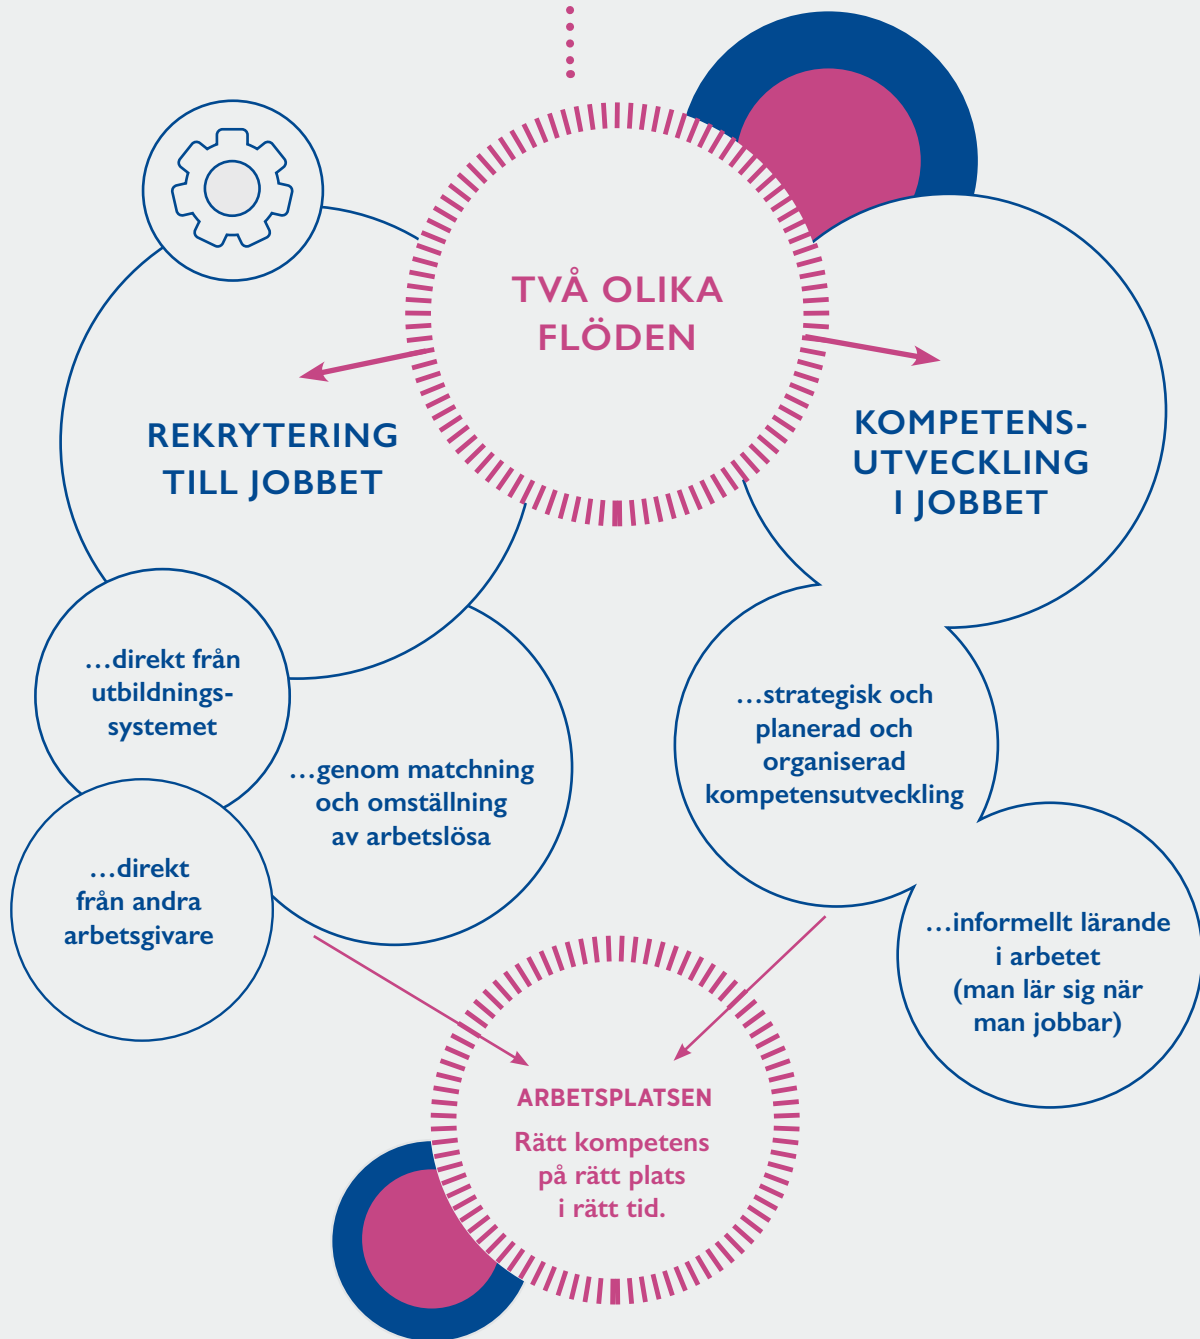 TVÅ OLIKA
FLÖDEN
REKRYTERING
TILL JOBBET
…direkt från
utbildnings-
systemet
…genom matchning
och omställning
av arbetslösa
…direkt
från andra
arbetsgivare
KOMPETENS-
UTVECKLING
I JOBBET
…strategisk och
planerad och
organiserad
kompetensutveckling
…informellt lärande
i arbetet
(man lär sig när
man jobbar)
ARBETSPLATSEN
Rätt kompetens
på rätt plats
i rätt tid.